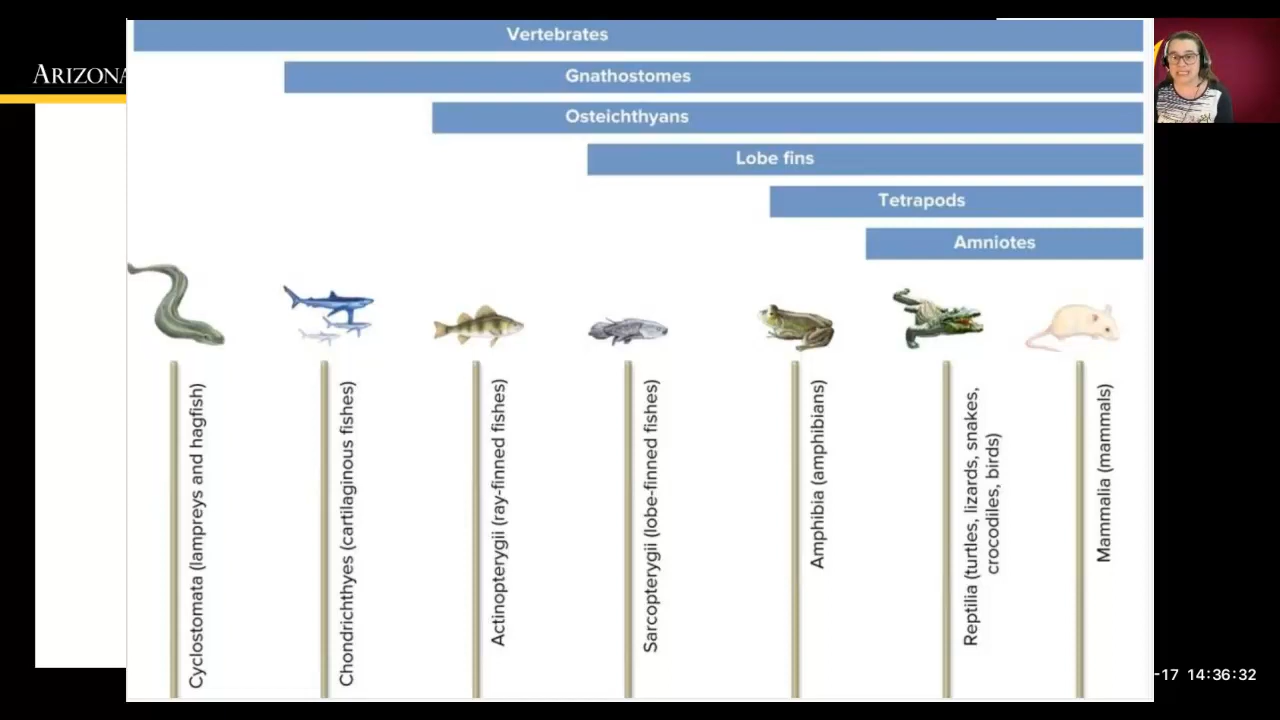 Vertebrates
ARIZONA
Gnathostomes
Osteichthyans
Lobe fins
Tetrapods
Amniotes
Cyclostomata (lampreys and hagfish)
Chondrichthyes (cartilaginous fishes)
Actinopterygii (ray-finned fishes)
Sarcopterygii (lobe-finned fishes)
Amphibia (amphibians)
Reptilia (turtles, lizards, snakes,
crocodiles, birds)
Mammalia (mammals)
-17 14:36:32